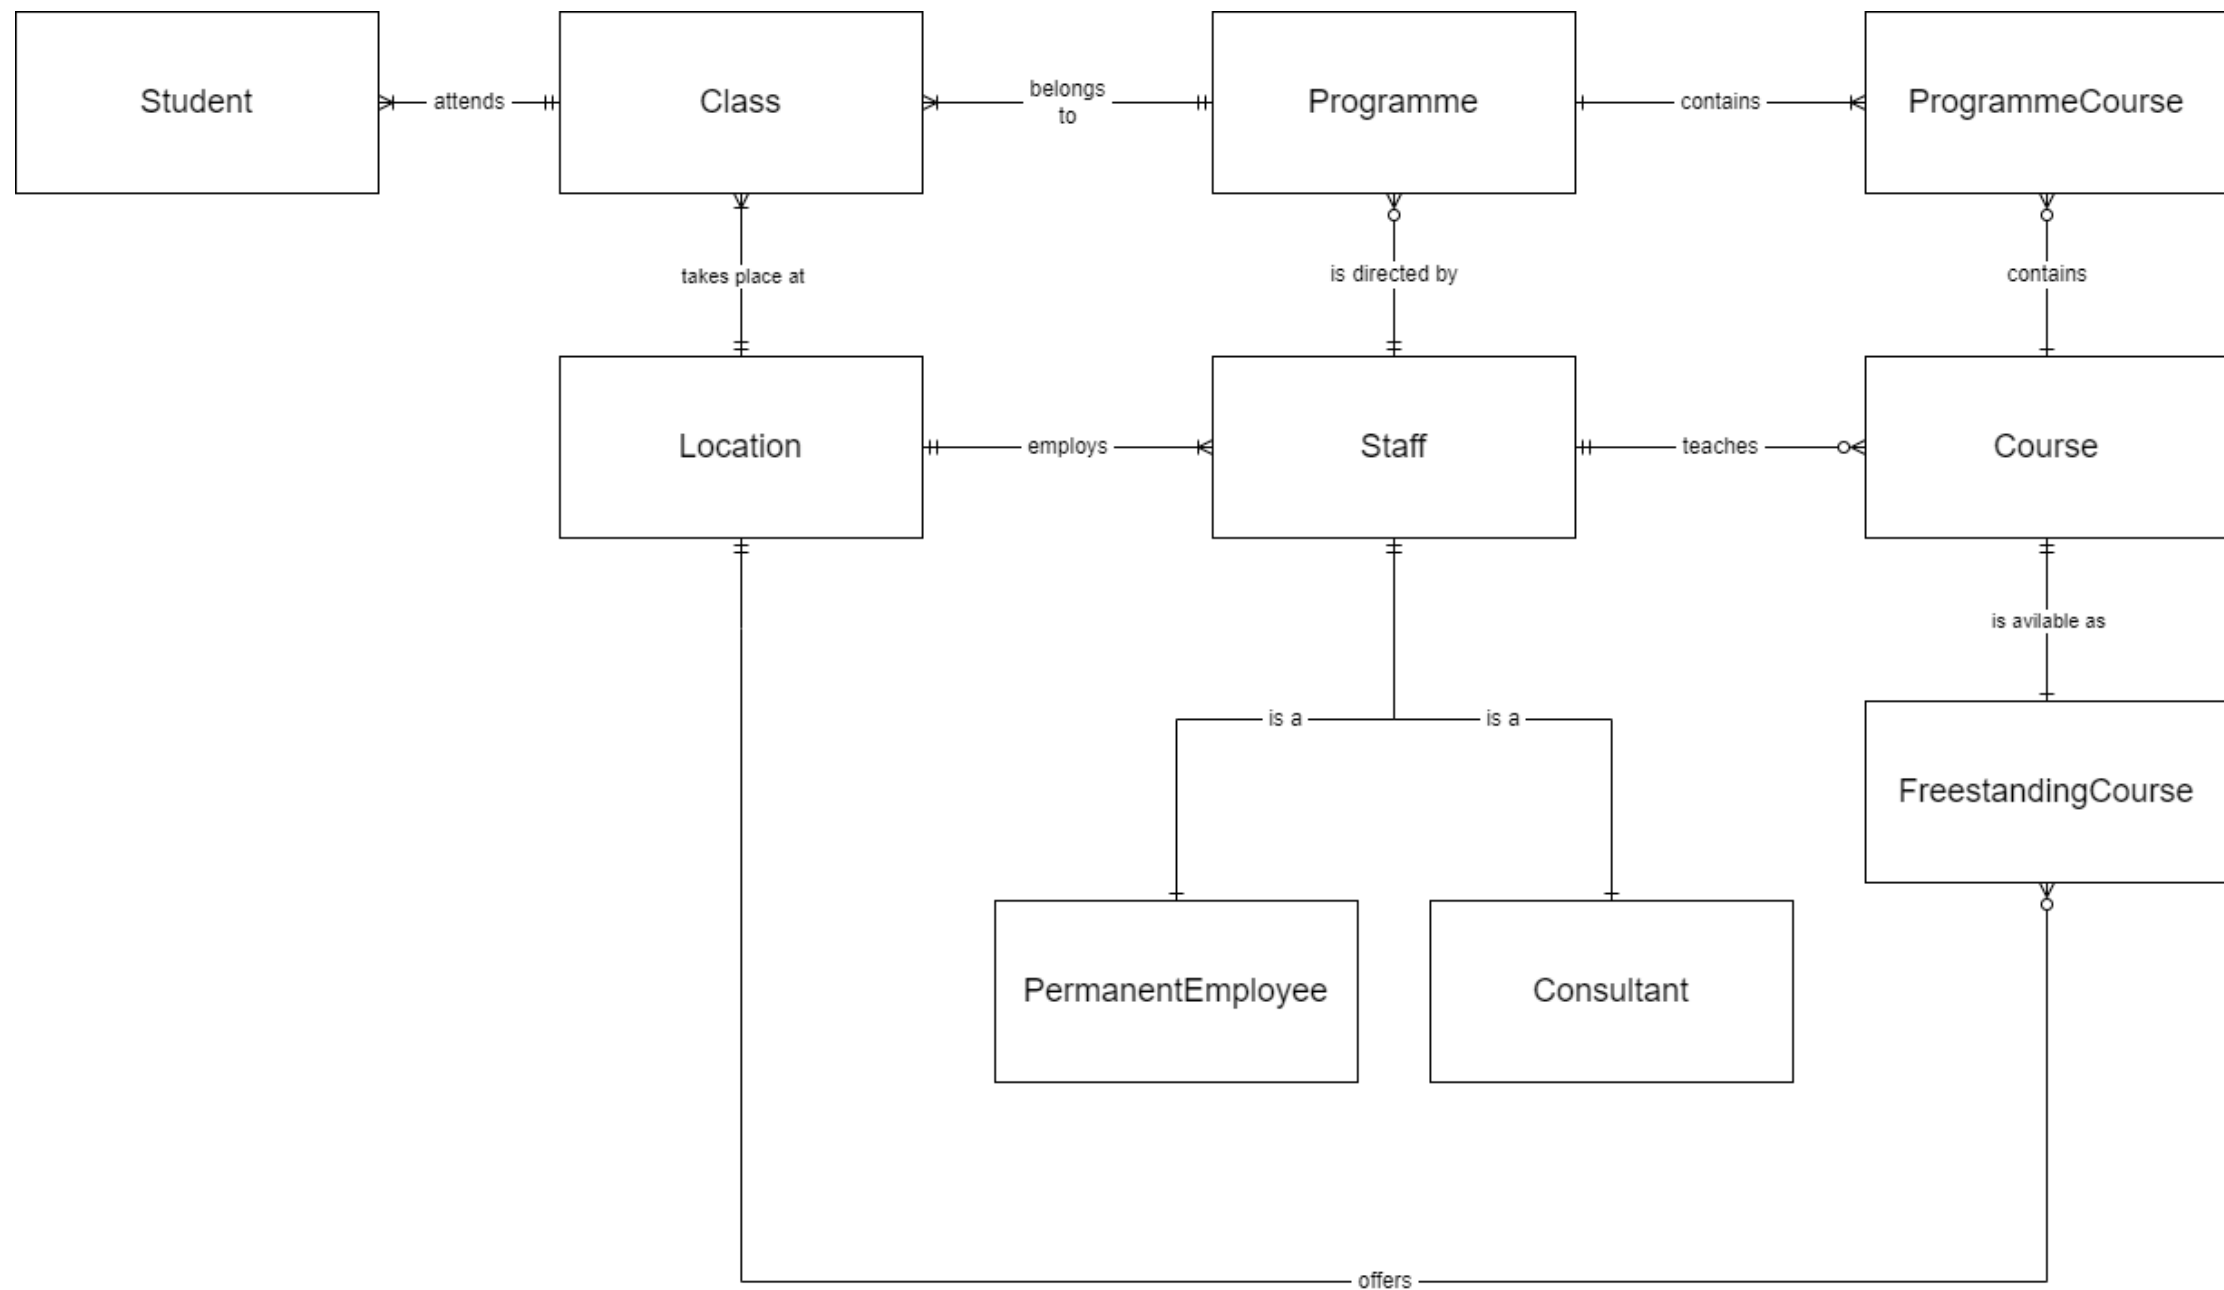 Student
attends
Class
belongs
to
Programme
contains
ProgrammeCourse
takes place at
is directed by
contains
Location
employs
Staff
teaches
Course
is avilable as
is a
is a
FreestandingCourse
PermanentEmployee
Consultant
offers